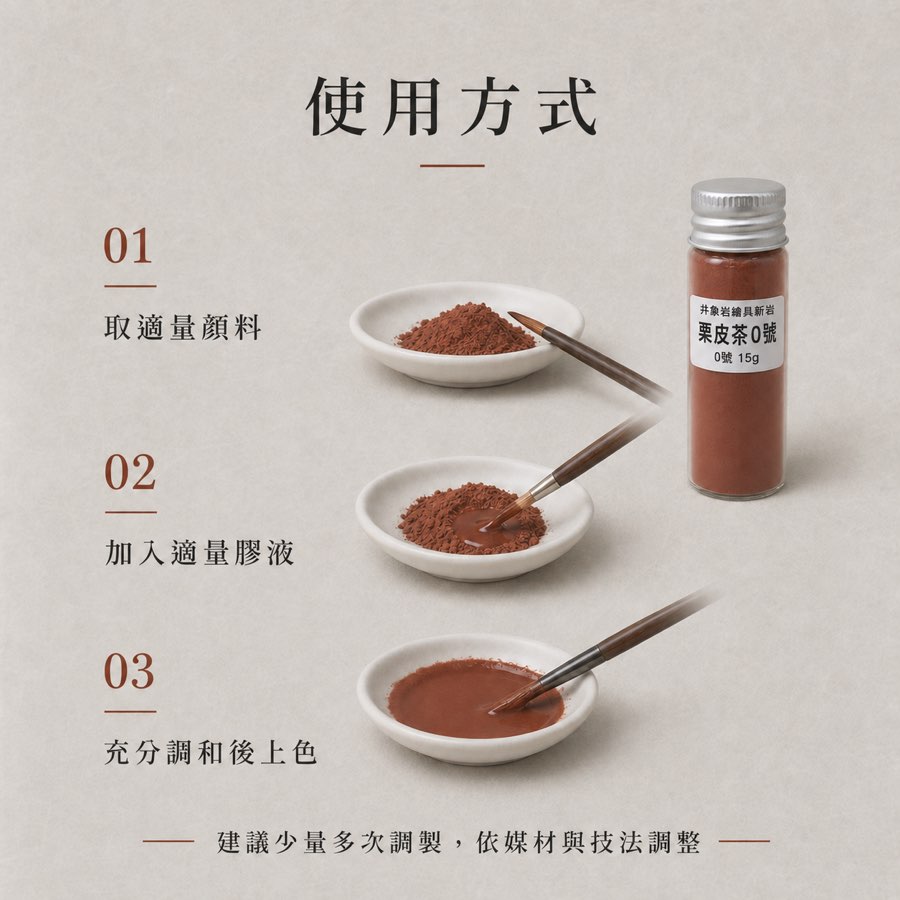 使用方式
01
取適量顏料
02
加入適量膠液
03
充分調和後上色
井象岩繪具新岩
栗皮茶0號
0號 15g
建議少量多次調製，依媒材與技法調整